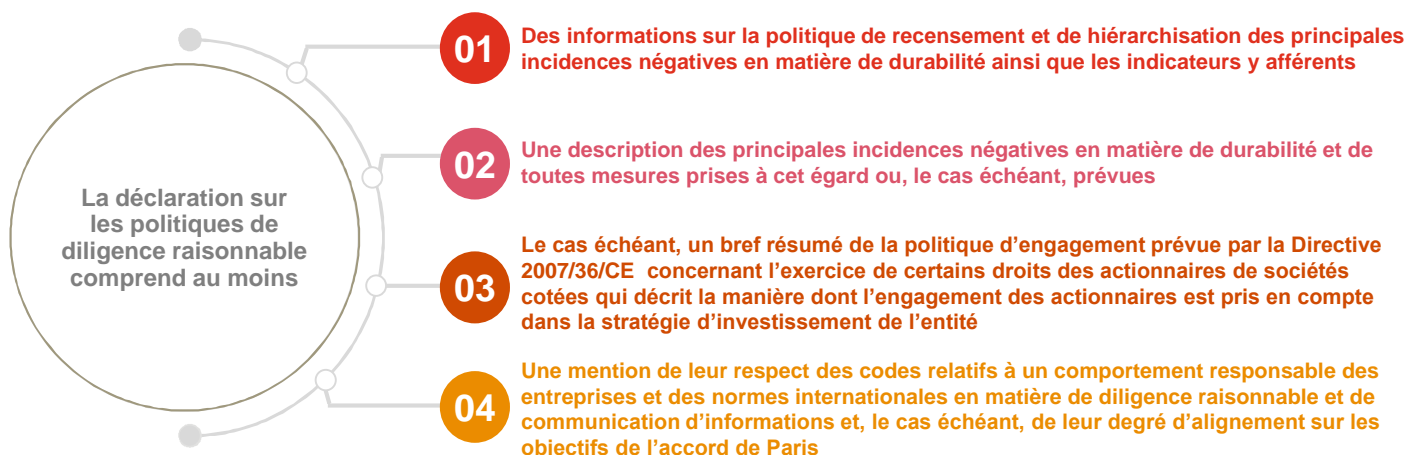 La déclaration sur
les politiques de
diligence raisonnable
comprend au moins
01
Des informations sur la politique de recensement et de hiérarchisation des principales
incidences négatives en matière de durabilité ainsi que les indicateurs y afférents
02
Une description des principales incidences négatives en matière de durabilité et de
toutes mesures prises à cet égard ou, le cas échéant, prévues
03
Le cas échéant, un bref résumé de la politique d'engagement prévue par la Directive
2007/36/CE concernant l'exercice de certains droits des actionnaires de sociétés
cotées qui décrit la manière dont l'engagement des actionnaires est pris en compte
dans la stratégie d'investissement de l'entité
04
Une mention de leur respect des codes relatifs à un comportement responsable des
entreprises et des normes internationales en matière de diligence raisonnable et de
communication d'informations et, le cas échéant, de leur degré d'alignement sur les
objectifs de l'accord de Paris